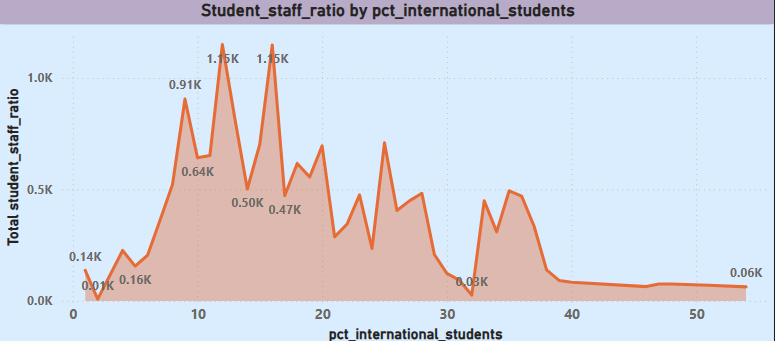 Student_staff_ratio by pct_international_students
Total student_staff_ratio
1.0K
0.5K
0.0K
0.14K
0.01K
0.16K
0.91K
0.64K
1.15K
0.50K
1.15K
0.47K
0.03K
0.06K
0 10 20 30 40 50
pct_international_students